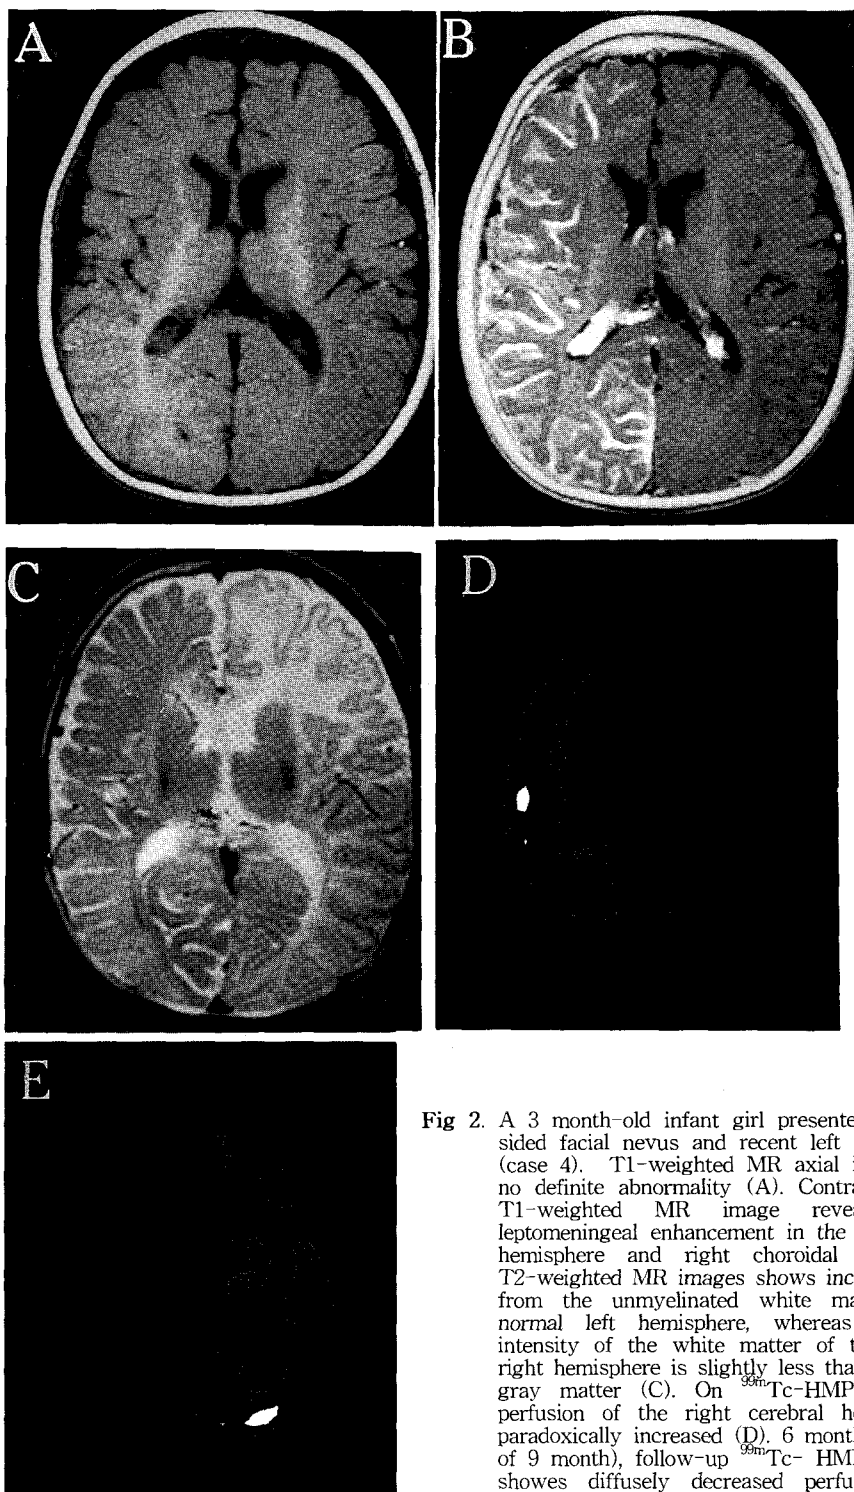 A
B
C
D
E
Fig 2. A 3 month-old infant girl presente
sided facial nevus and recent left
(case 4). T1-weighted MR axial
no definite abnormality (A). Contra
T1-weighted MR image reve
leptomeningeal enhancement in the
hemisphere and right choroidal
T2-weighted MR images shows inc
from the unmyelinated white ma
normal left hemisphere, whereas
intensity of the white matter of t
right hemisphere is slightly less tha
gray matter (C). On ⁹⁹ᵐTc-HMP
perfusion of the right cerebral h
paradoxically increased (D). 6 month
of 9 month), follow-up ⁹⁹ᵐTc- HM
showes diffusely decreased perfu